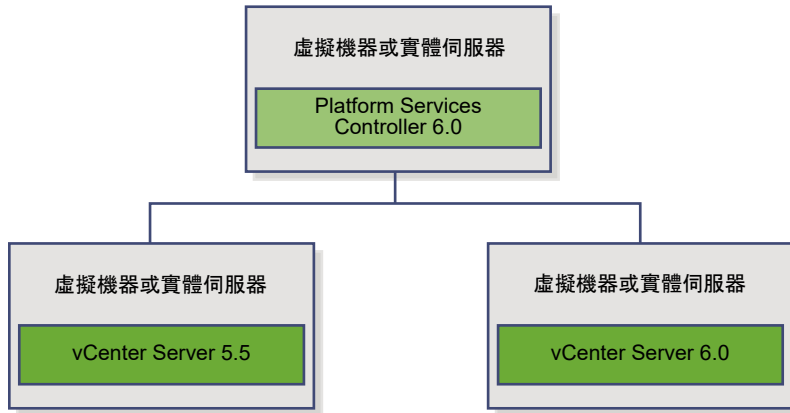 虛擬機器或實體伺服器
Platform Services
Controller 6.0
虛擬機器或實體伺服器
vCenter Server 5.5
虛擬機器或實體伺服器
vCenter Server 6.0